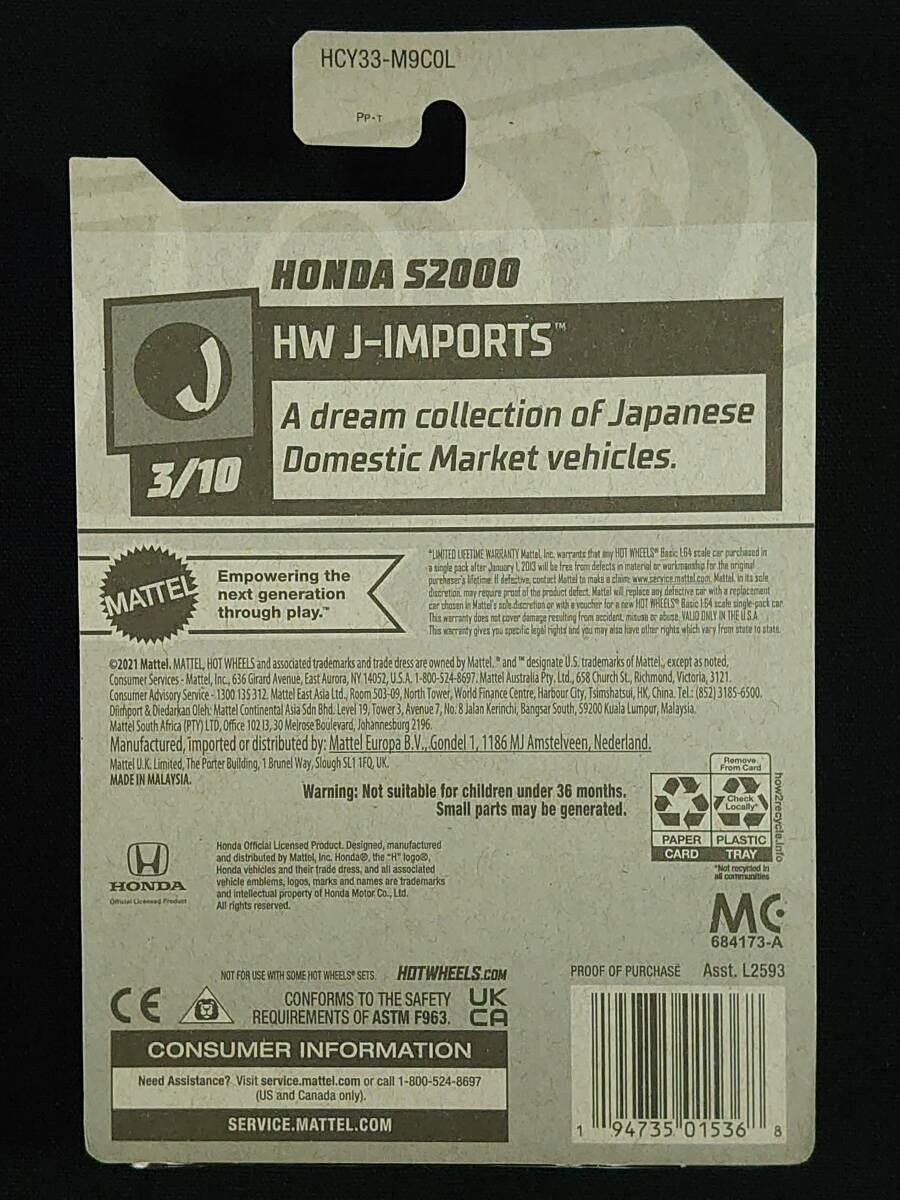 HCY33-M9C0L
PP-T
HONDA S2000
HW J-IMPORTS™
J
A dream collection of Japanese
Domestic Market vehicles.
3/10
MATTEL
Empowering the
next generation
through play.™
*LIMITED LIFETIME WARRANTY Mattel, Inc. warrants that any HOT WHEELS® Basic 1:64 scale car purchased in
a single pack after January 1, 2013 will be free from defects in material or workmanship for the original
purchaser's lifetime. If defective, contact Mattel to make a claim: www.service.mattel.com. Mattel, in its sole
discretion, may require proof of the product defect. Mattel will replace any defective car with a replacement
car chosen in Mattel's sole discretion or with a voucher for a new HOT WHEELS® Basic 1:64 scale single-pack car.
This warranty does not cover damage resulting from accident, misuse or abuse. VALID ONLY IN THE U.S.A.
This warranty gives you specific legal rights and you may also have other rights which vary from state to state.
©2021 Mattel. MATTEL, HOT WHEELS and associated trademarks and trade dress are owned by Mattel. ® and ™ designate U.S. trademarks of Mattel, except as noted.
Consumer Services - Mattel, Inc., 636 Girard Avenue, East Aurora, NY 14052, U.S.A. 1-800-524-8697. Mattel Australia Pty. Ltd., 658 Church St., Richmond, Victoria, 3121.
Consumer Advisory Service - 1300 135 312. Mattel East Asia Ltd., Room 503-09, North Tower, World Finance Centre, Harbour City, Tsimshatsui, HK, China. Tel.: (852) 3185-6500.
Diimport & Diedarkan Oleh: Mattel Continental Asia Sdn Bhd. Level 19, Tower 3, Avenue 7, No. 8 Jalan Kerinchi, Bangsar South, 59200 Kuala Lumpur, Malaysia.
Mattel South Africa (PTY) LTD, Office 102 I3, 30 Melrose Boulevard, Johannesburg 2196.
Manufactured, imported or distributed by: Mattel Europa B.V., Gondel 1, 1186 MJ Amstelveen, Nederland.
Mattel U.K. Limited, The Porter Building, 1 Brunel Way, Slough SL1 1FQ, UK.
MADE IN MALAYSIA.
Warning: Not suitable for children under 36 months.
Small parts may be generated.
Remove
From Card
Check
Locally*
PAPER
CARD
PLASTIC
TRAY
how2recycle.info
*Not recycled in
all communities
HONDA
Official Licensed Product
Honda Official Licensed Product. Designed, manufactured
and distributed by Mattel, Inc. Honda®, the "H" logo®,
Honda vehicles and their trade dress, and all associated
vehicle emblems, logos, marks and names are trademarks
and intellectual property of Honda Motor Co., Ltd.
All rights reserved.
MC
684173-A
NOT FOR USE WITH SOME HOT WHEELS® SETS.
HOTWHEELS.COM
PROOF OF PURCHASE
Asst. L2593
CE
CONFORMS TO THE SAFETY
REQUIREMENTS OF ASTM F963.
UK
CA
CONSUMER INFORMATION
Need Assistance? Visit service.mattel.com or call 1-800-524-8697
(US and Canada only).
SERVICE.MATTEL.COM
1 94735 01536 8